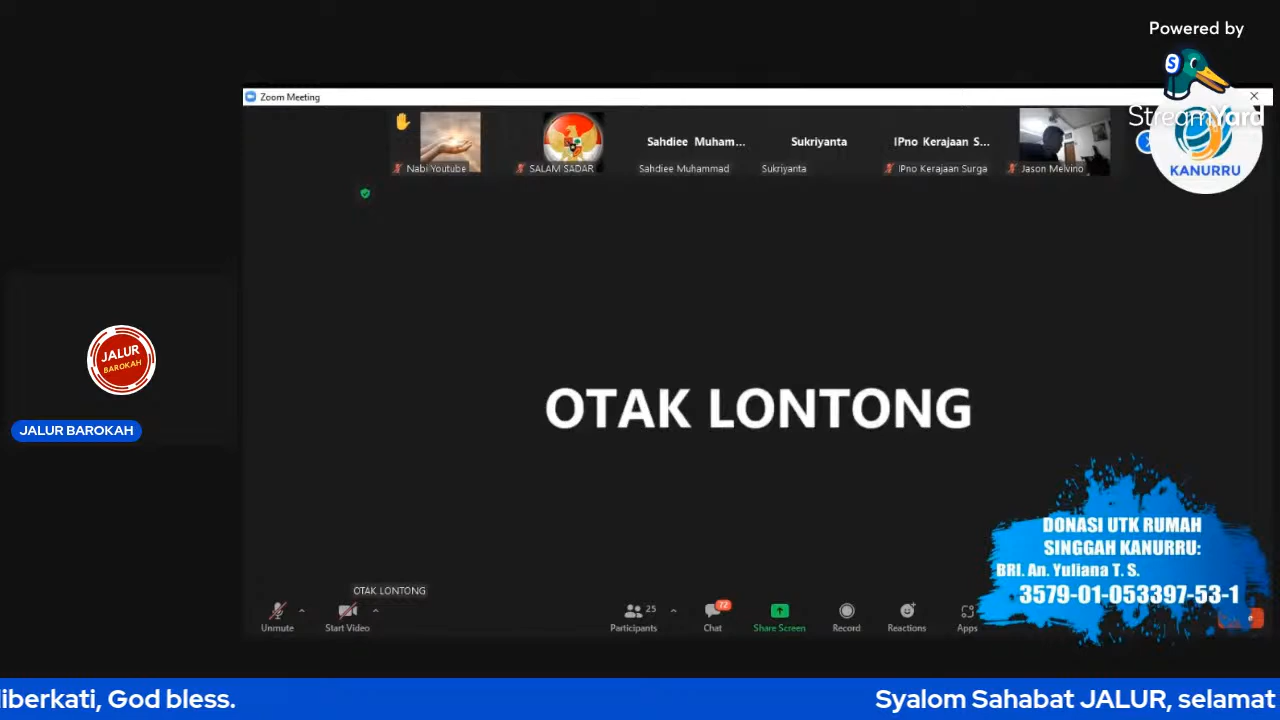 Powered by
StreamYard
KANURRU
Zoom Meeting
Nabi Youtube
SALAM SADAR
Sahdiee Muham...
Sahdiee Muhammad
Sukriyanta
Sukriyanta
IPno Kerajaan S...
IPno Kerajaan Surga
Jason Melvino
JALUR
BAROKAH
JALUR BAROKAH
OTAK LONTONG
DONASI UTK RUMAH
SINGGAH KANURRU:
BRI. An. Yuliana T. S.
3579-01-053397-53-1
OTAK LONTONG
Unmute
Start Video
25
Participants
72
Chat
Share Screen
Record
Reactions
Apps
liberkati, God bless.
Syalom Sahabat JALUR, selamat